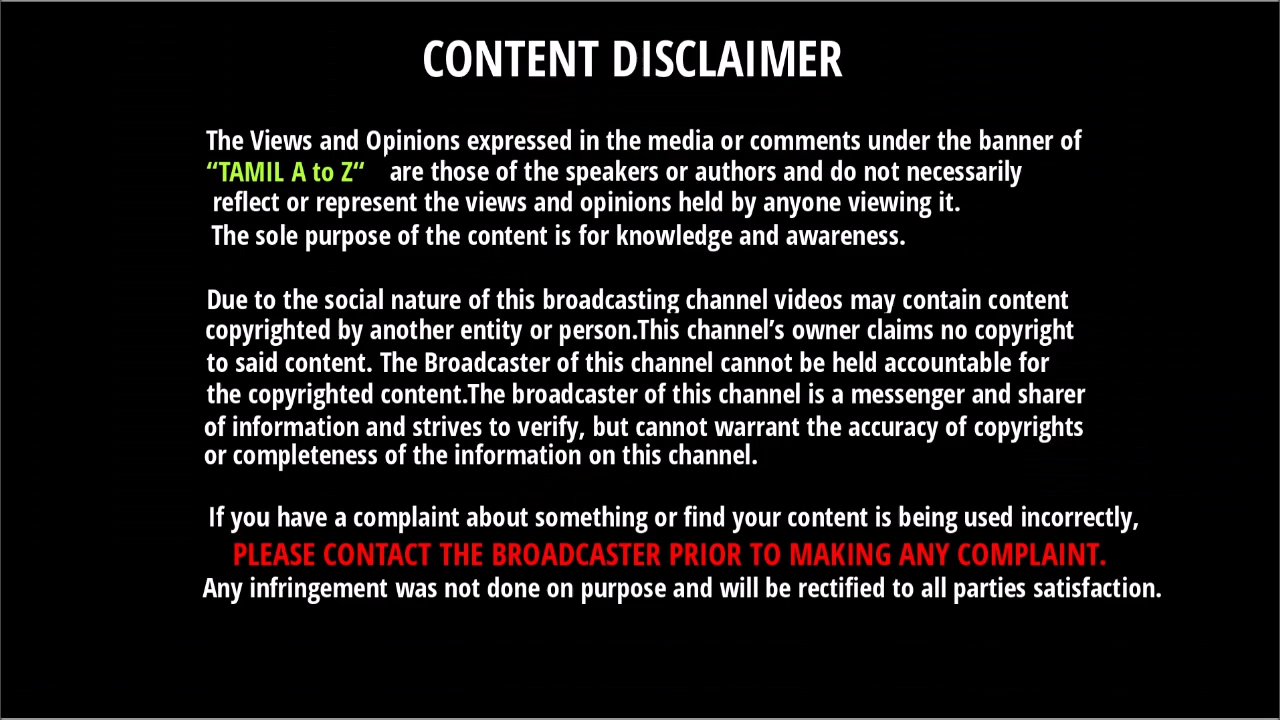 CONTENT DISCLAIMER
The Views and Opinions expressed in the media or comments under the banner of
“TAMIL A to Z“ are those of the speakers or authors and do not necessarily
reflect or represent the views and opinions held by anyone viewing it.
The sole purpose of the content is for knowledge and awareness.
Due to the social nature of this broadcasting channel videos may contain content
copyrighted by another entity or person.This channel’s owner claims no copyright
to said content. The Broadcaster of this channel cannot be held accountable for
the copyrighted content.The broadcaster of this channel is a messenger and sharer
of information and strives to verify, but cannot warrant the accuracy of copyrights
or completeness of the information on this channel.
If you have a complaint about something or find your content is being used incorrectly,
PLEASE CONTACT THE BROADCASTER PRIOR TO MAKING ANY COMPLAINT.
Any infringement was not done on purpose and will be rectified to all parties satisfaction.